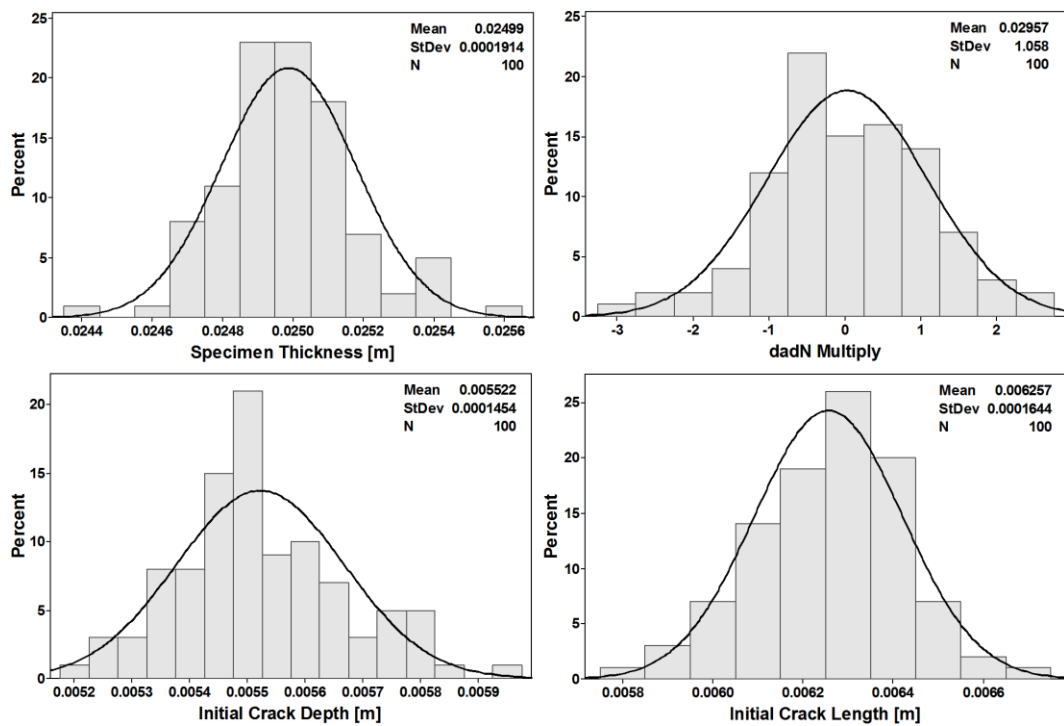 25
20
15
10
5
0
Percent
Mean 0.02499
StDev 0.0001914
N 100
0.0244 0.0246 0.0248 0.0250 0.0252 0.0254 0.0256
Specimen Thickness [m]
25
20
15
10
5
0
Percent
Mean 0.02957
StDev 1.058
N 100
-3 -2 -1 0 1 2
dadN Multiply
20
15
10
5
0
Percent
Mean 0.005522
StDev 0.0001454
N 100
0.0052 0.0053 0.0054 0.0055 0.0056 0.0057 0.0058 0.0059
Initial Crack Depth [m]
25
20
15
10
5
0
Percent
Mean 0.006257
StDev 0.0001644
N 100
0.0058 0.0060 0.0062 0.0064 0.0066
Initial Crack Length [m]